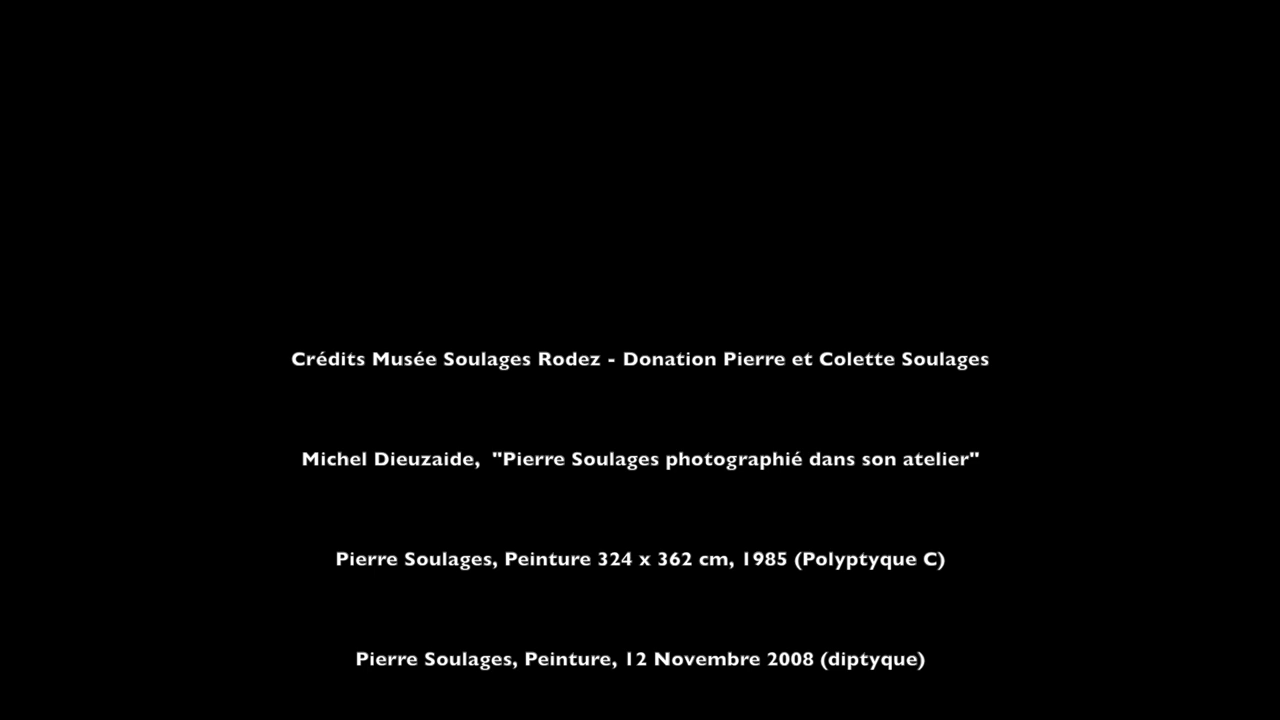 Crédits Musée Soulages Rodez - Donation Pierre et Colette Soulages
Michel Dieuzaide,  "Pierre Soulages photographié dans son atelier"
Pierre Soulages, Peinture 324 x 362 cm, 1985 (Polyptyque C)
Pierre Soulages, Peinture, 12 Novembre 2008 (diptyque)